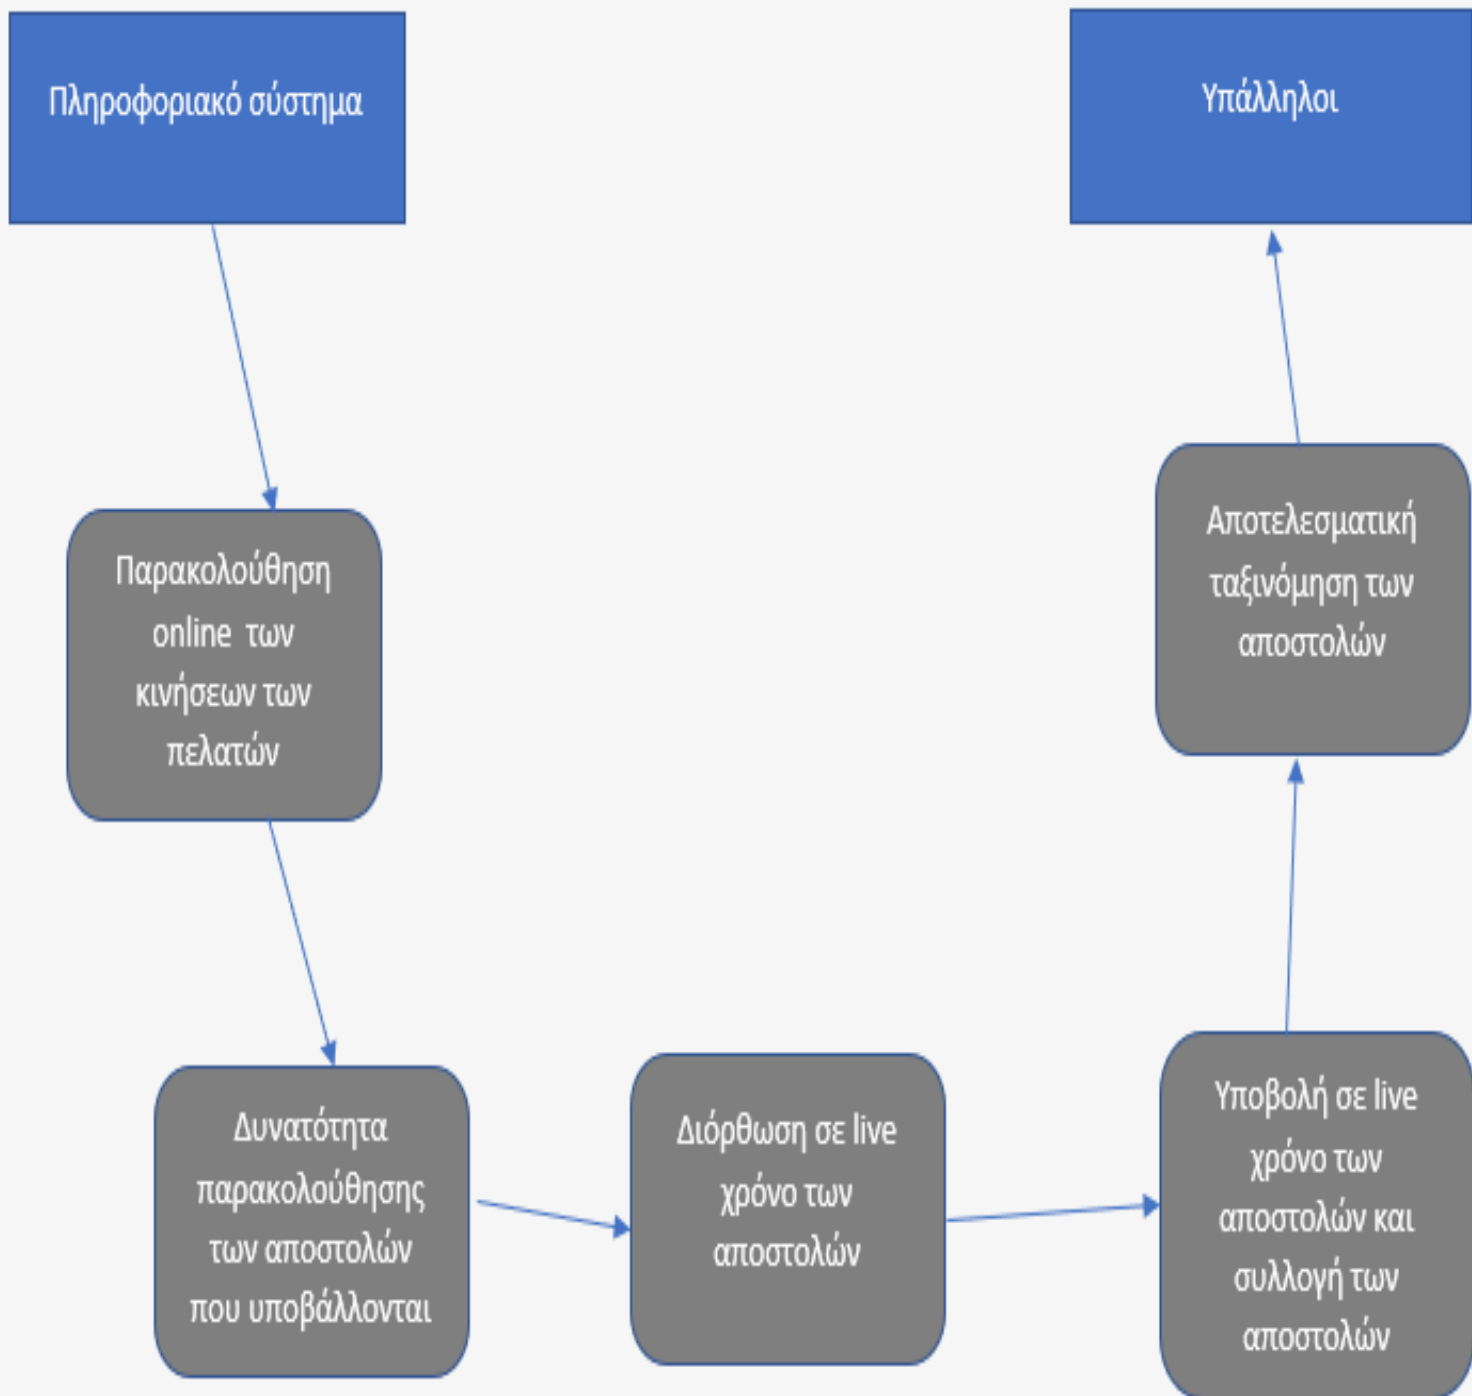 Πληροφοριακό σύστημα
Υπάλληλοι
Παρακολούθηση
online των
κινήσεων των
πελατών
Δυνατότητα
παρακολούθησης
των αποστολών
που υποβάλλονται
Διόρθωση σε live
χρόνο των
αποστολών
Υποβολή σε live
χρόνο των
αποστολών και
συλλογή των
αποστολών
Αποτελεσματική
ταξινόμηση των
αποστολών